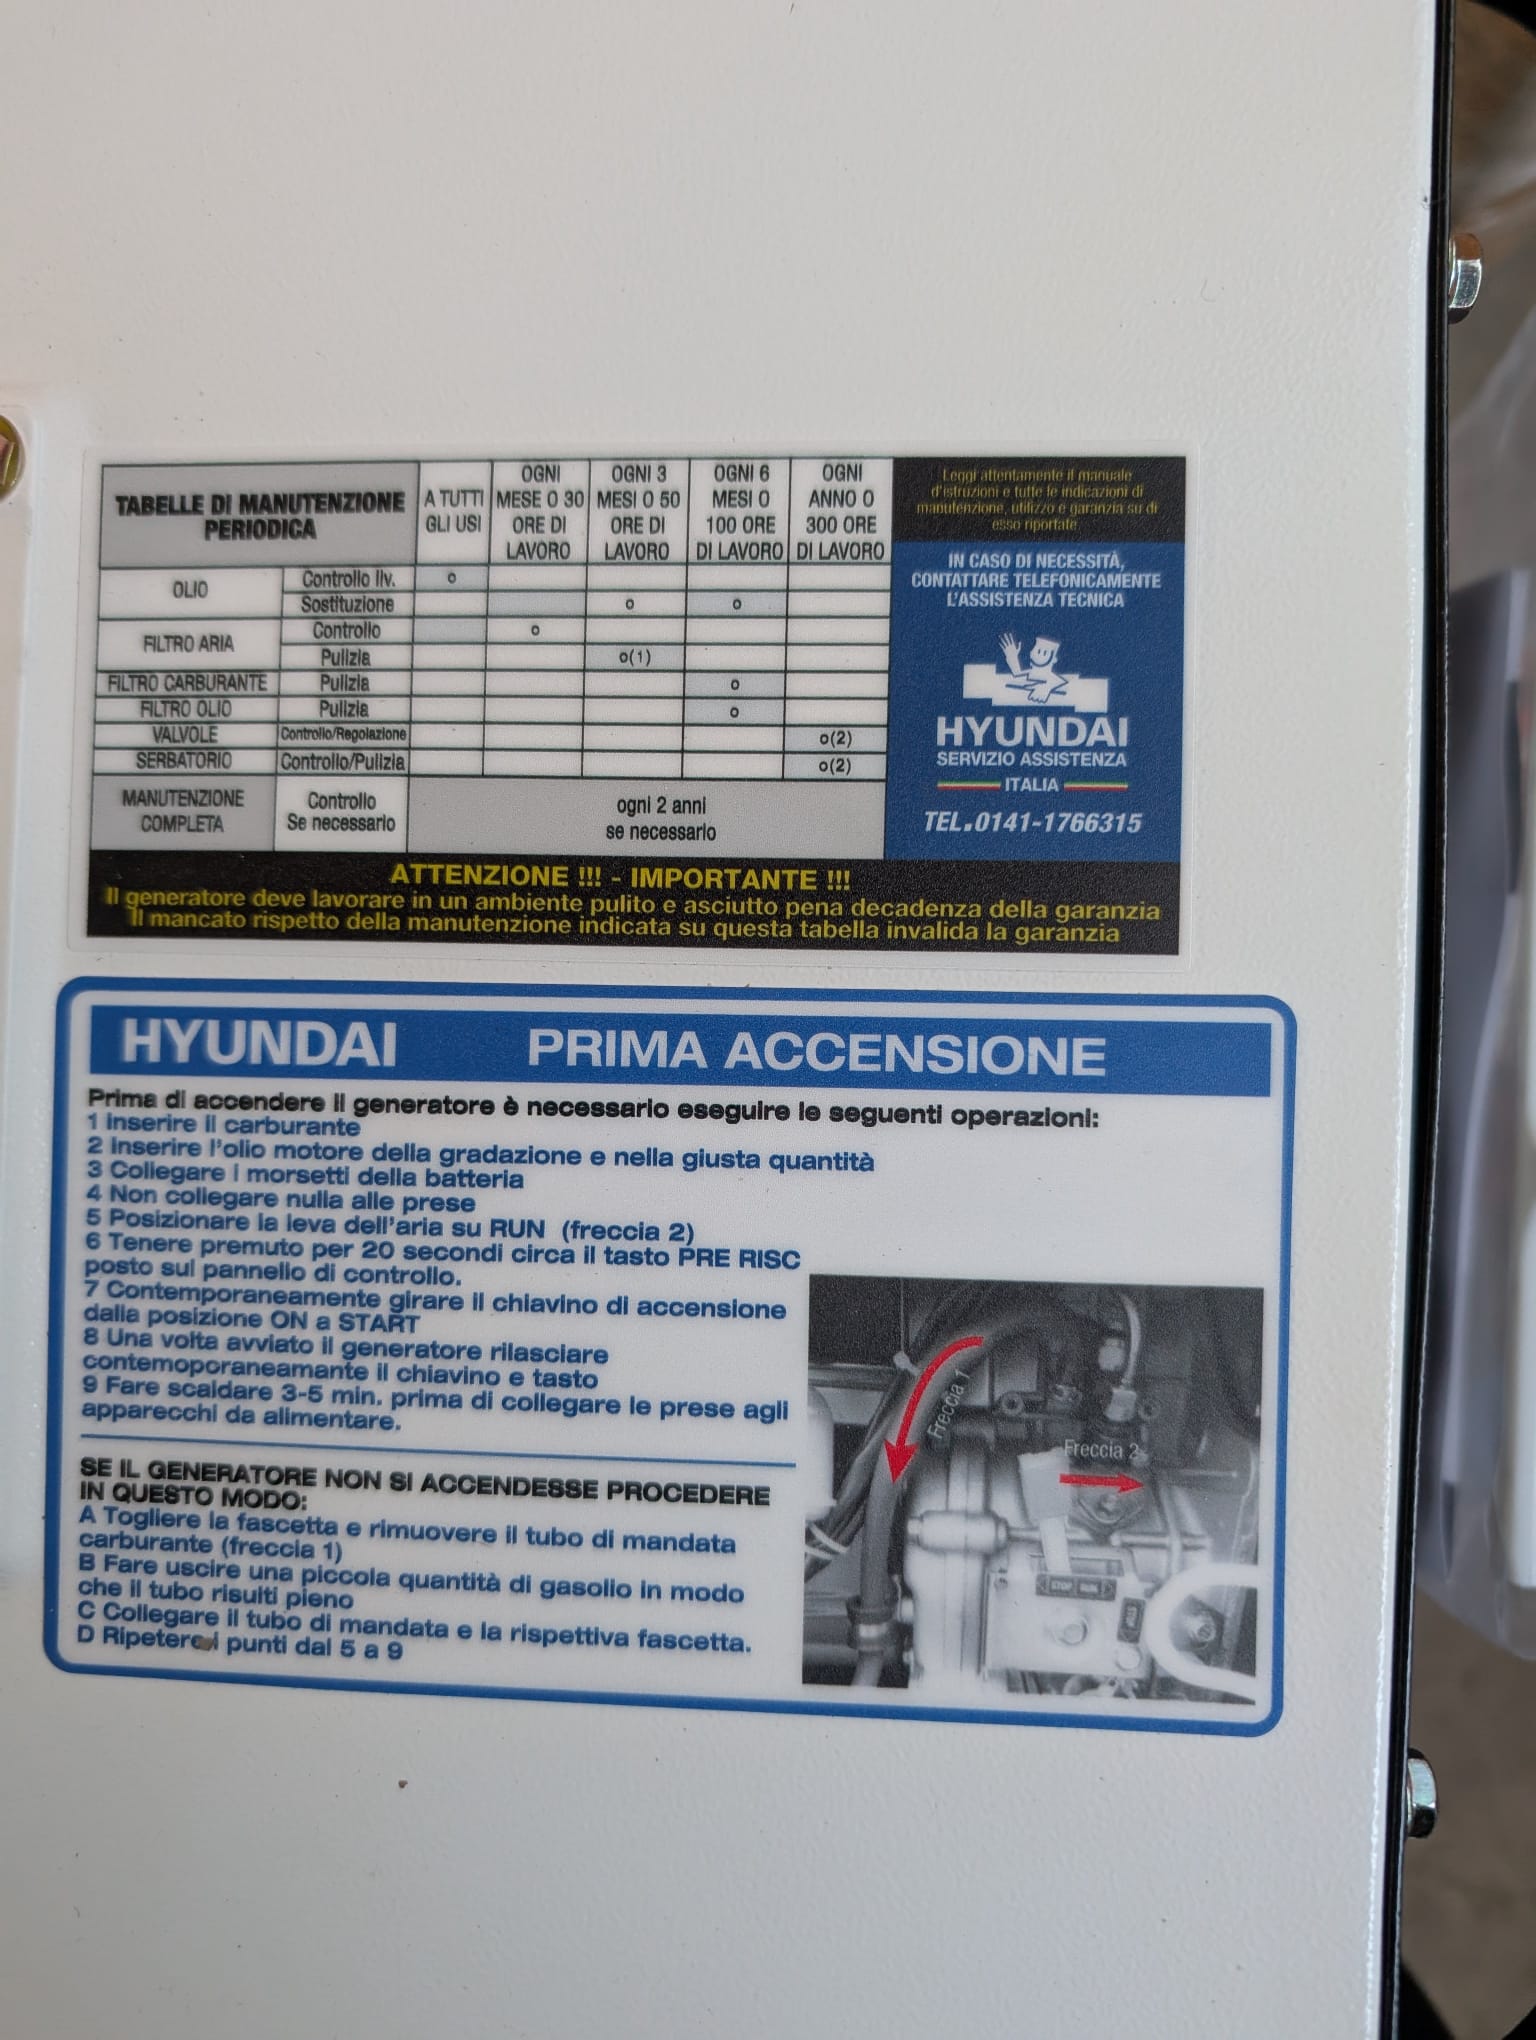 TABELLE DI MANUTENZIONE
PERIODICA
A TUTTI
GLI USI
OGNI
MESE O 30
ORE DI
LAVORO
OGNI 3
MESI O 50
ORE DI
LAVORO
OGNI 6
MESI O
100 ORE
DI LAVORO
OGNI
ANNO O
300 ORE
DI LAVORO
OLIO
Controllo liv.
o
Sostituzione
o
o
FILTRO ARIA
Controllo
o
Pulizia
o(1)
FILTRO CARBURANTE
Pulizia
o
FILTRO OLIO
Pulizia
o
VALVOLE
Controllo/Regolazione
o(2)
SERBATORIO
Controllo/Pulizia
o(2)
MANUTENZIONE
COMPLETA
Controllo
Se necessario
ogni 2 anni
se necessario
Leggi attentamente il manuale
d'istruzioni e tutte le indicazioni di
manutenzione, utilizzo e garanzia su di
esso riportate
IN CASO DI NECESSITÀ,
CONTATTARE TELEFONICAMENTE
L'ASSISTENZA TECNICA
HYUNDAI
SERVIZIO ASSISTENZA
ITALIA
TEL.0141-1766315
ATTENZIONE !!! - IMPORTANTE !!!
Il generatore deve lavorare in un ambiente pulito e asciutto pena decadenza della garanzia
Il mancato rispetto della manutenzione indicata su questa tabella invalida la garanzia
HYUNDAI PRIMA ACCENSIONE
Prima di accendere il generatore è necessario eseguire le seguenti operazioni:
1 Inserire il carburante
2 Inserire l'olio motore della gradazione e nella giusta quantità
3 Collegare i morsetti della batteria
4 Non collegare nulla alle prese
5 Posizionare la leva dell'aria su RUN (freccia 2)
6 Tenere premuto per 20 secondi circa il tasto PRE RISC
posto sul pannello di controllo.
7 Contemporaneamente girare il chiavino di accensione
dalla posizione ON a START
8 Una volta avviato il generatore rilasciare
contemoporaneamante il chiavino e tasto
9 Fare scaldare 3-5 min. prima di collegare le prese agli
apparecchi da alimentare.
SE IL GENERATORE NON SI ACCENDESSE PROCEDERE
IN QUESTO MODO:
A Togliere la fascetta e rimuovere il tubo di mandata
carburante (freccia 1)
B Fare uscire una piccola quantità di gasolio in modo
che il tubo risulti pieno
C Collegare il tubo di mandata e la rispettiva fascetta.
D Ripetere i punti dal 5 a 9
Freccia 1
Freccia 2
STOP RUN